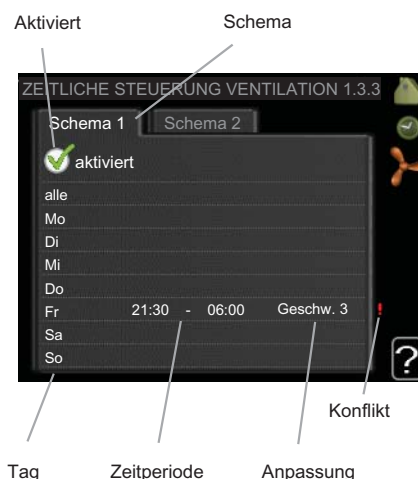 Aktiviert Schema
ZEITLICHE STEUERUNG VENTILATION 1.3.3
Schema 1 Schema 2
aktiviert
alle
Mo
Di
Mi
Do
Fr 21:30 - 06:00 Geschw. 3 !
Sa
So
?
Konflikt
Tag Zeitperiode Anpassung